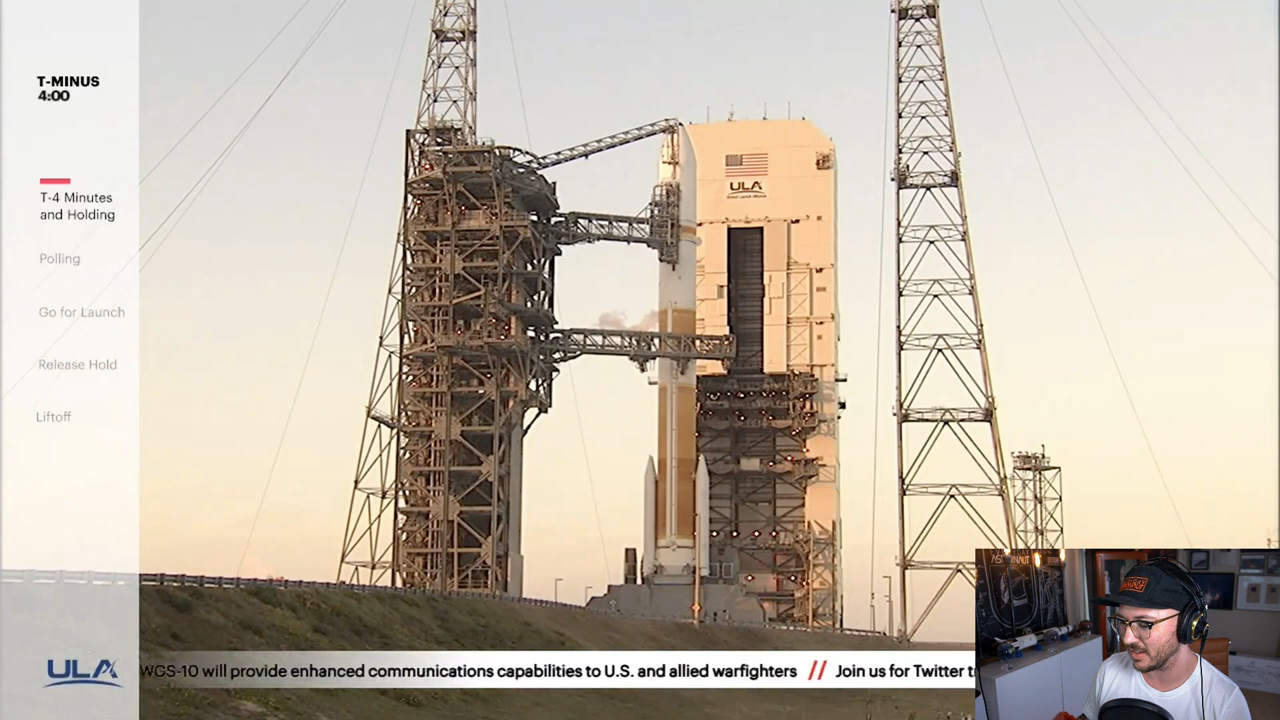 T-MINUS
4:00
T-4 Minutes
and Holding
Polling
Go for Launch
Release Hold
Liftoff
ULA
ULA
WGS-10 will provide enhanced communications capabilities to U.S. and allied warfighters // Join us for Twitter